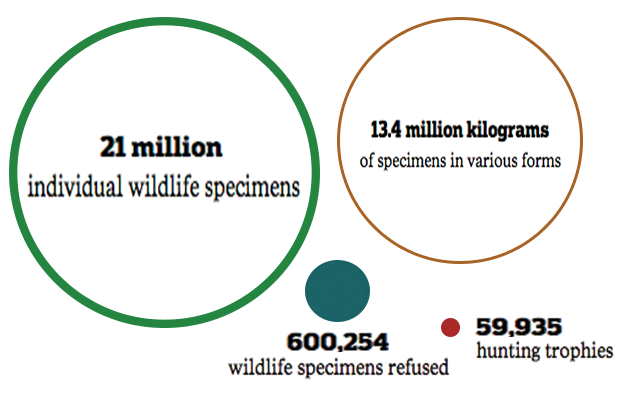 21 million
individual wildlife specimens
13.4 million kilograms
of specimens in various forms
600,254
wildlife specimens refused
59,935
hunting trophies